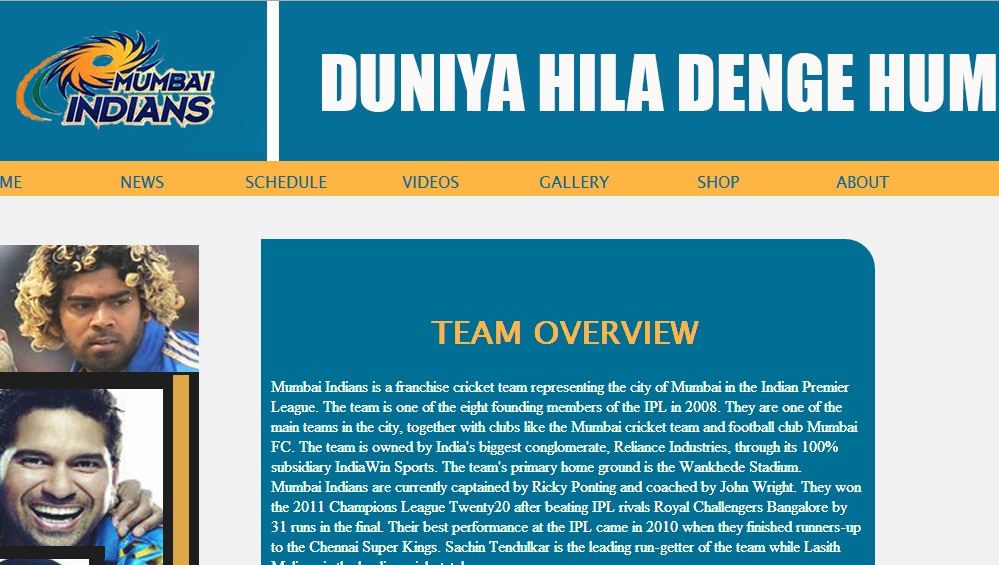 MUMBAI
INDIANS
DUNIYA HILA DENGE HUM
ME
NEWS
SCHEDULE
VIDEOS
GALLERY
SHOP
ABOUT
TEAM OVERVIEW
Mumbai Indians is a franchise cricket team representing the city of Mumbai in the Indian Premier
League. The team is one of the eight founding members of the IPL in 2008. They are one of the
main teams in the city, together with clubs like the Mumbai cricket team and football club Mumbai
FC. The team is owned by India's biggest conglomerate, Reliance Industries, through its 100%
subsidiary IndiaWin Sports. The team's primary home ground is the Wankhede Stadium.
Mumbai Indians are currently captained by Ricky Ponting and coached by John Wright. They won
the 2011 Champions League Twenty20 after beating IPL rivals Royal Challengers Bangalore by
31 runs in the final. Their best performance at the IPL came in 2010 when they finished runners-up
to the Chennai Super Kings. Sachin Tendulkar is the leading run-getter of the team while Lasith